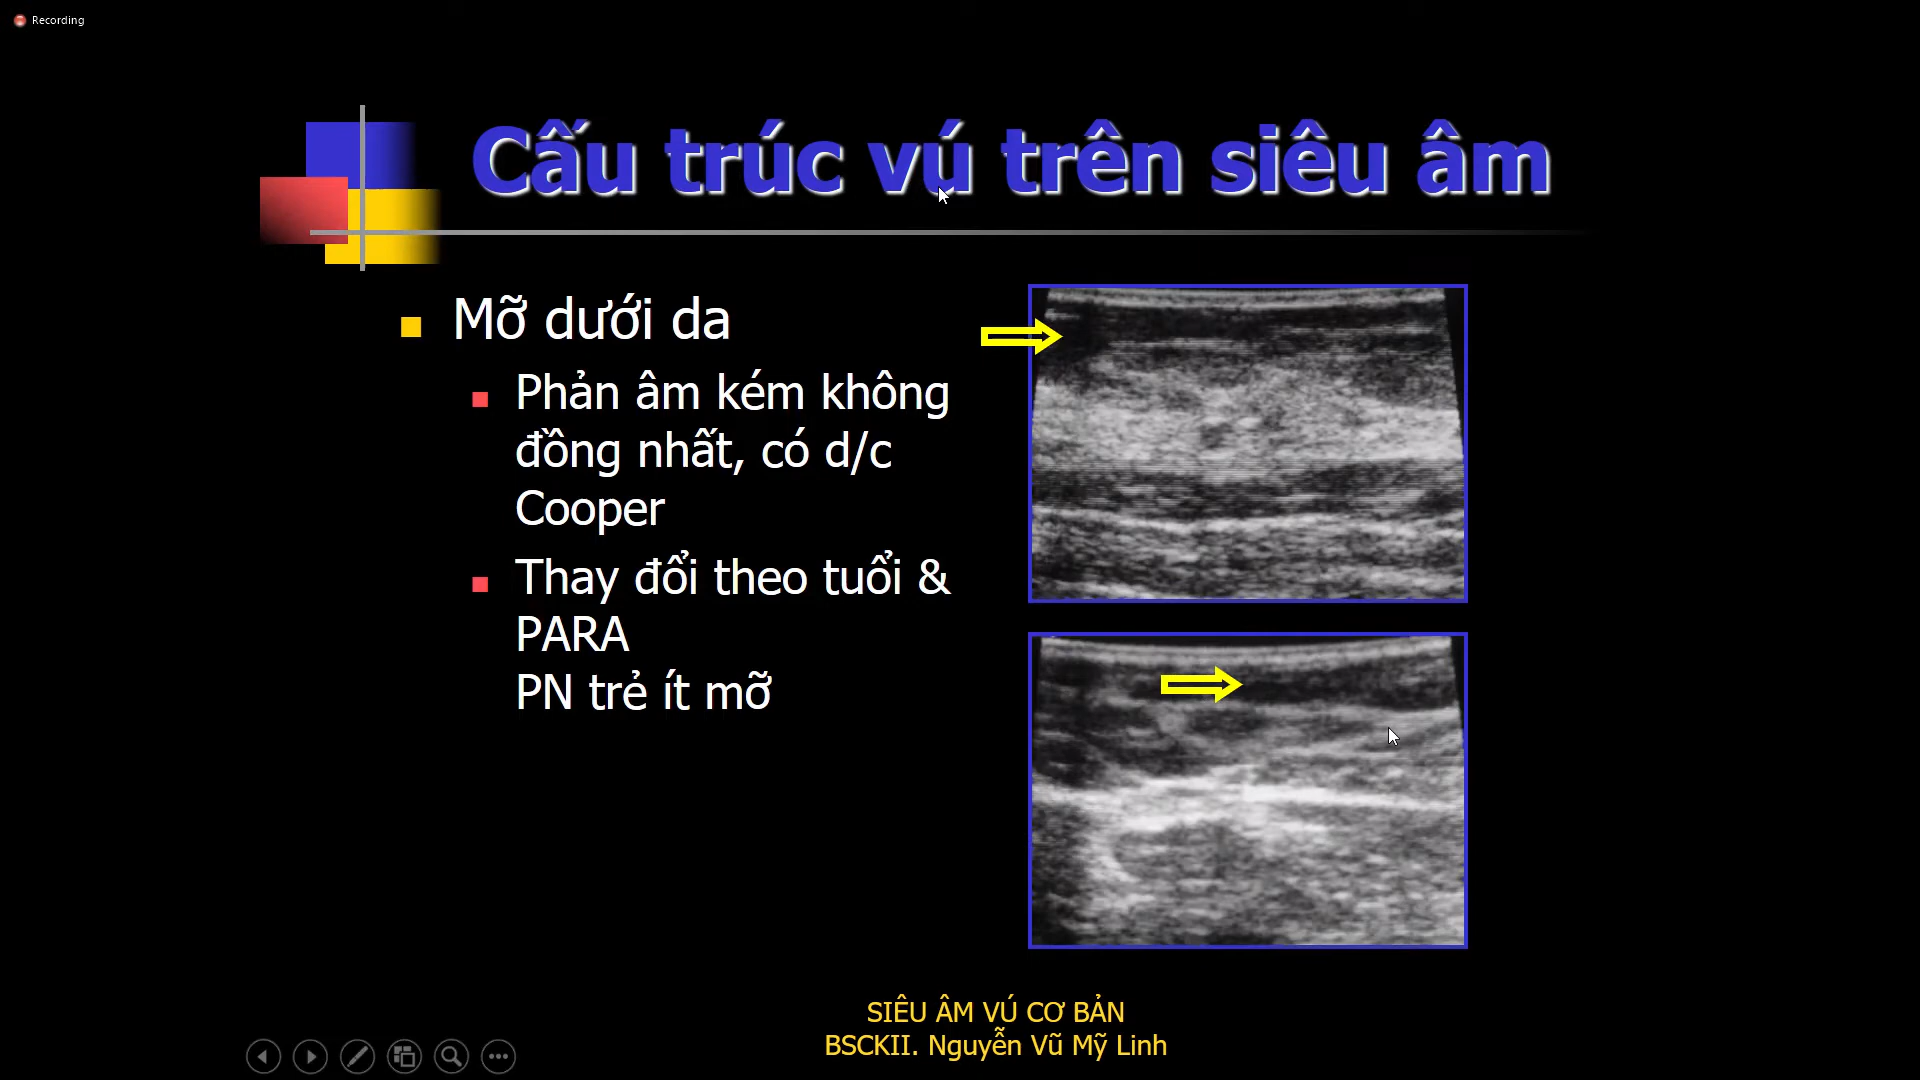 Recording
Cấu trúc vú trên siêu âm
Mỡ dưới da
Phản âm kém không
đồng nhất, có d/c
Cooper
Thay đổi theo tuổi &
PARA
PN trẻ ít mỡ
SIÊU ÂM VÚ CƠ BẢN
BSCKII. Nguyễn Vũ Mỹ Linh